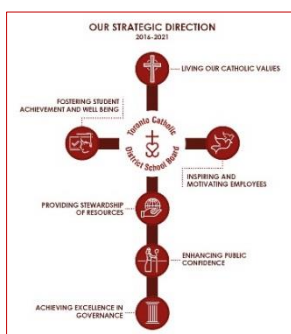 OUR STRATEGIC DIRECTION
2016-2021
LIVING OUR CATHOLIC VALUES
FOSTERING STUDENT
ACHIEVEMENT AND WELL BEING
Toronto Catholic
District School Board
INSPIRING AND
MOTIVATING EMPLOYEES
PROVIDING STEWARDSHIP
OF RESOURCES
ENHANCING PUBLIC
CONFIDENCE
ACHIEVING EXCELLENCE IN
GOVERNANCE